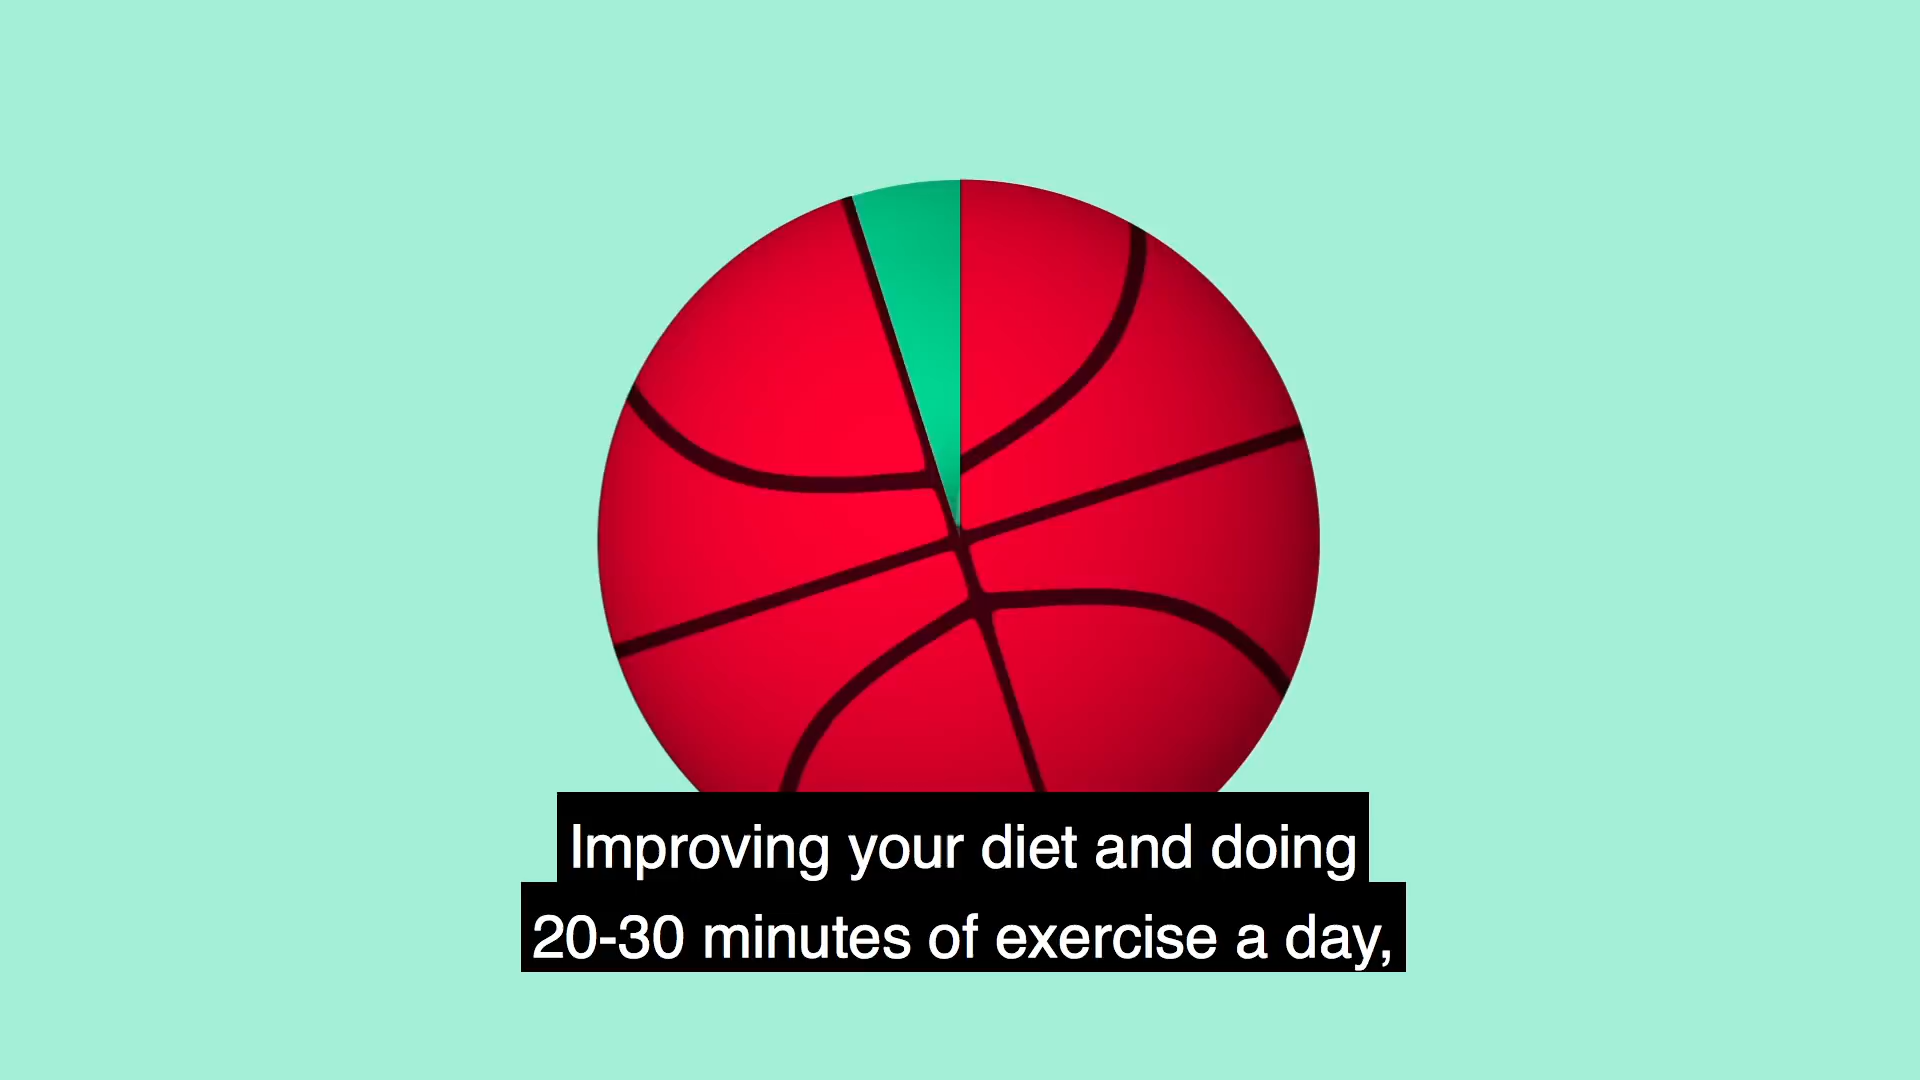 Improving your diet and doing
20-30 minutes of exercise a day,